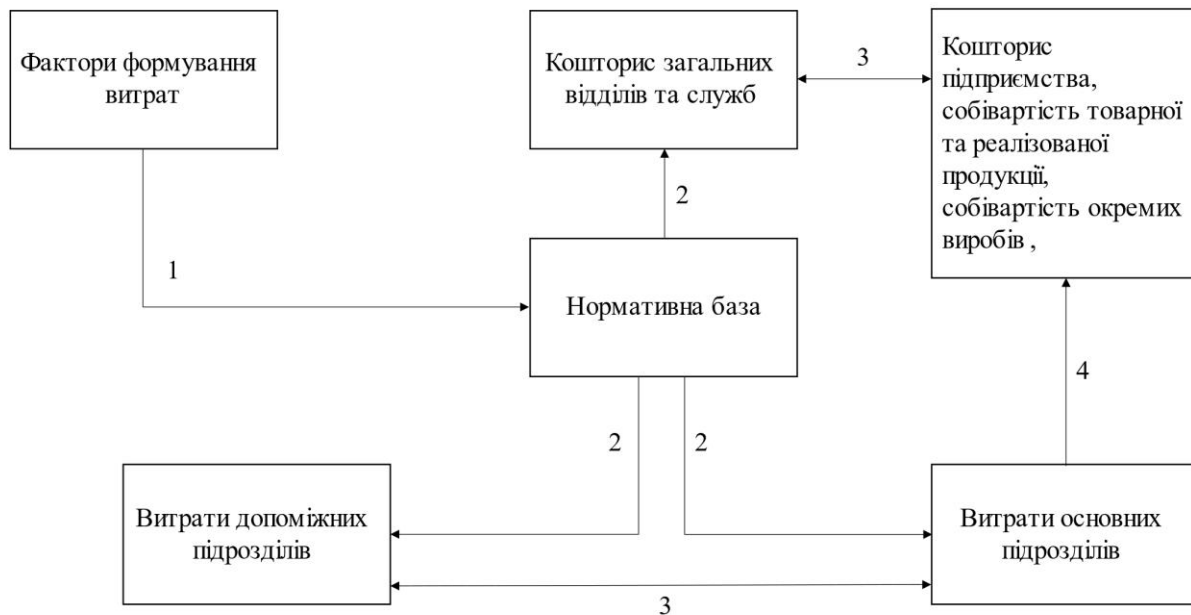 Фактори формування
витрат
Кошторис загальних
відділів та служб
3
Кошторис
підприємства,
собівартість товарної
та реалізованої
продукції,
собівартість окремих
виробів ,
2
1
Нормативна база
4
2
2
Витрати допоміжних
підрозділів
Витрати основних
підрозділів
3